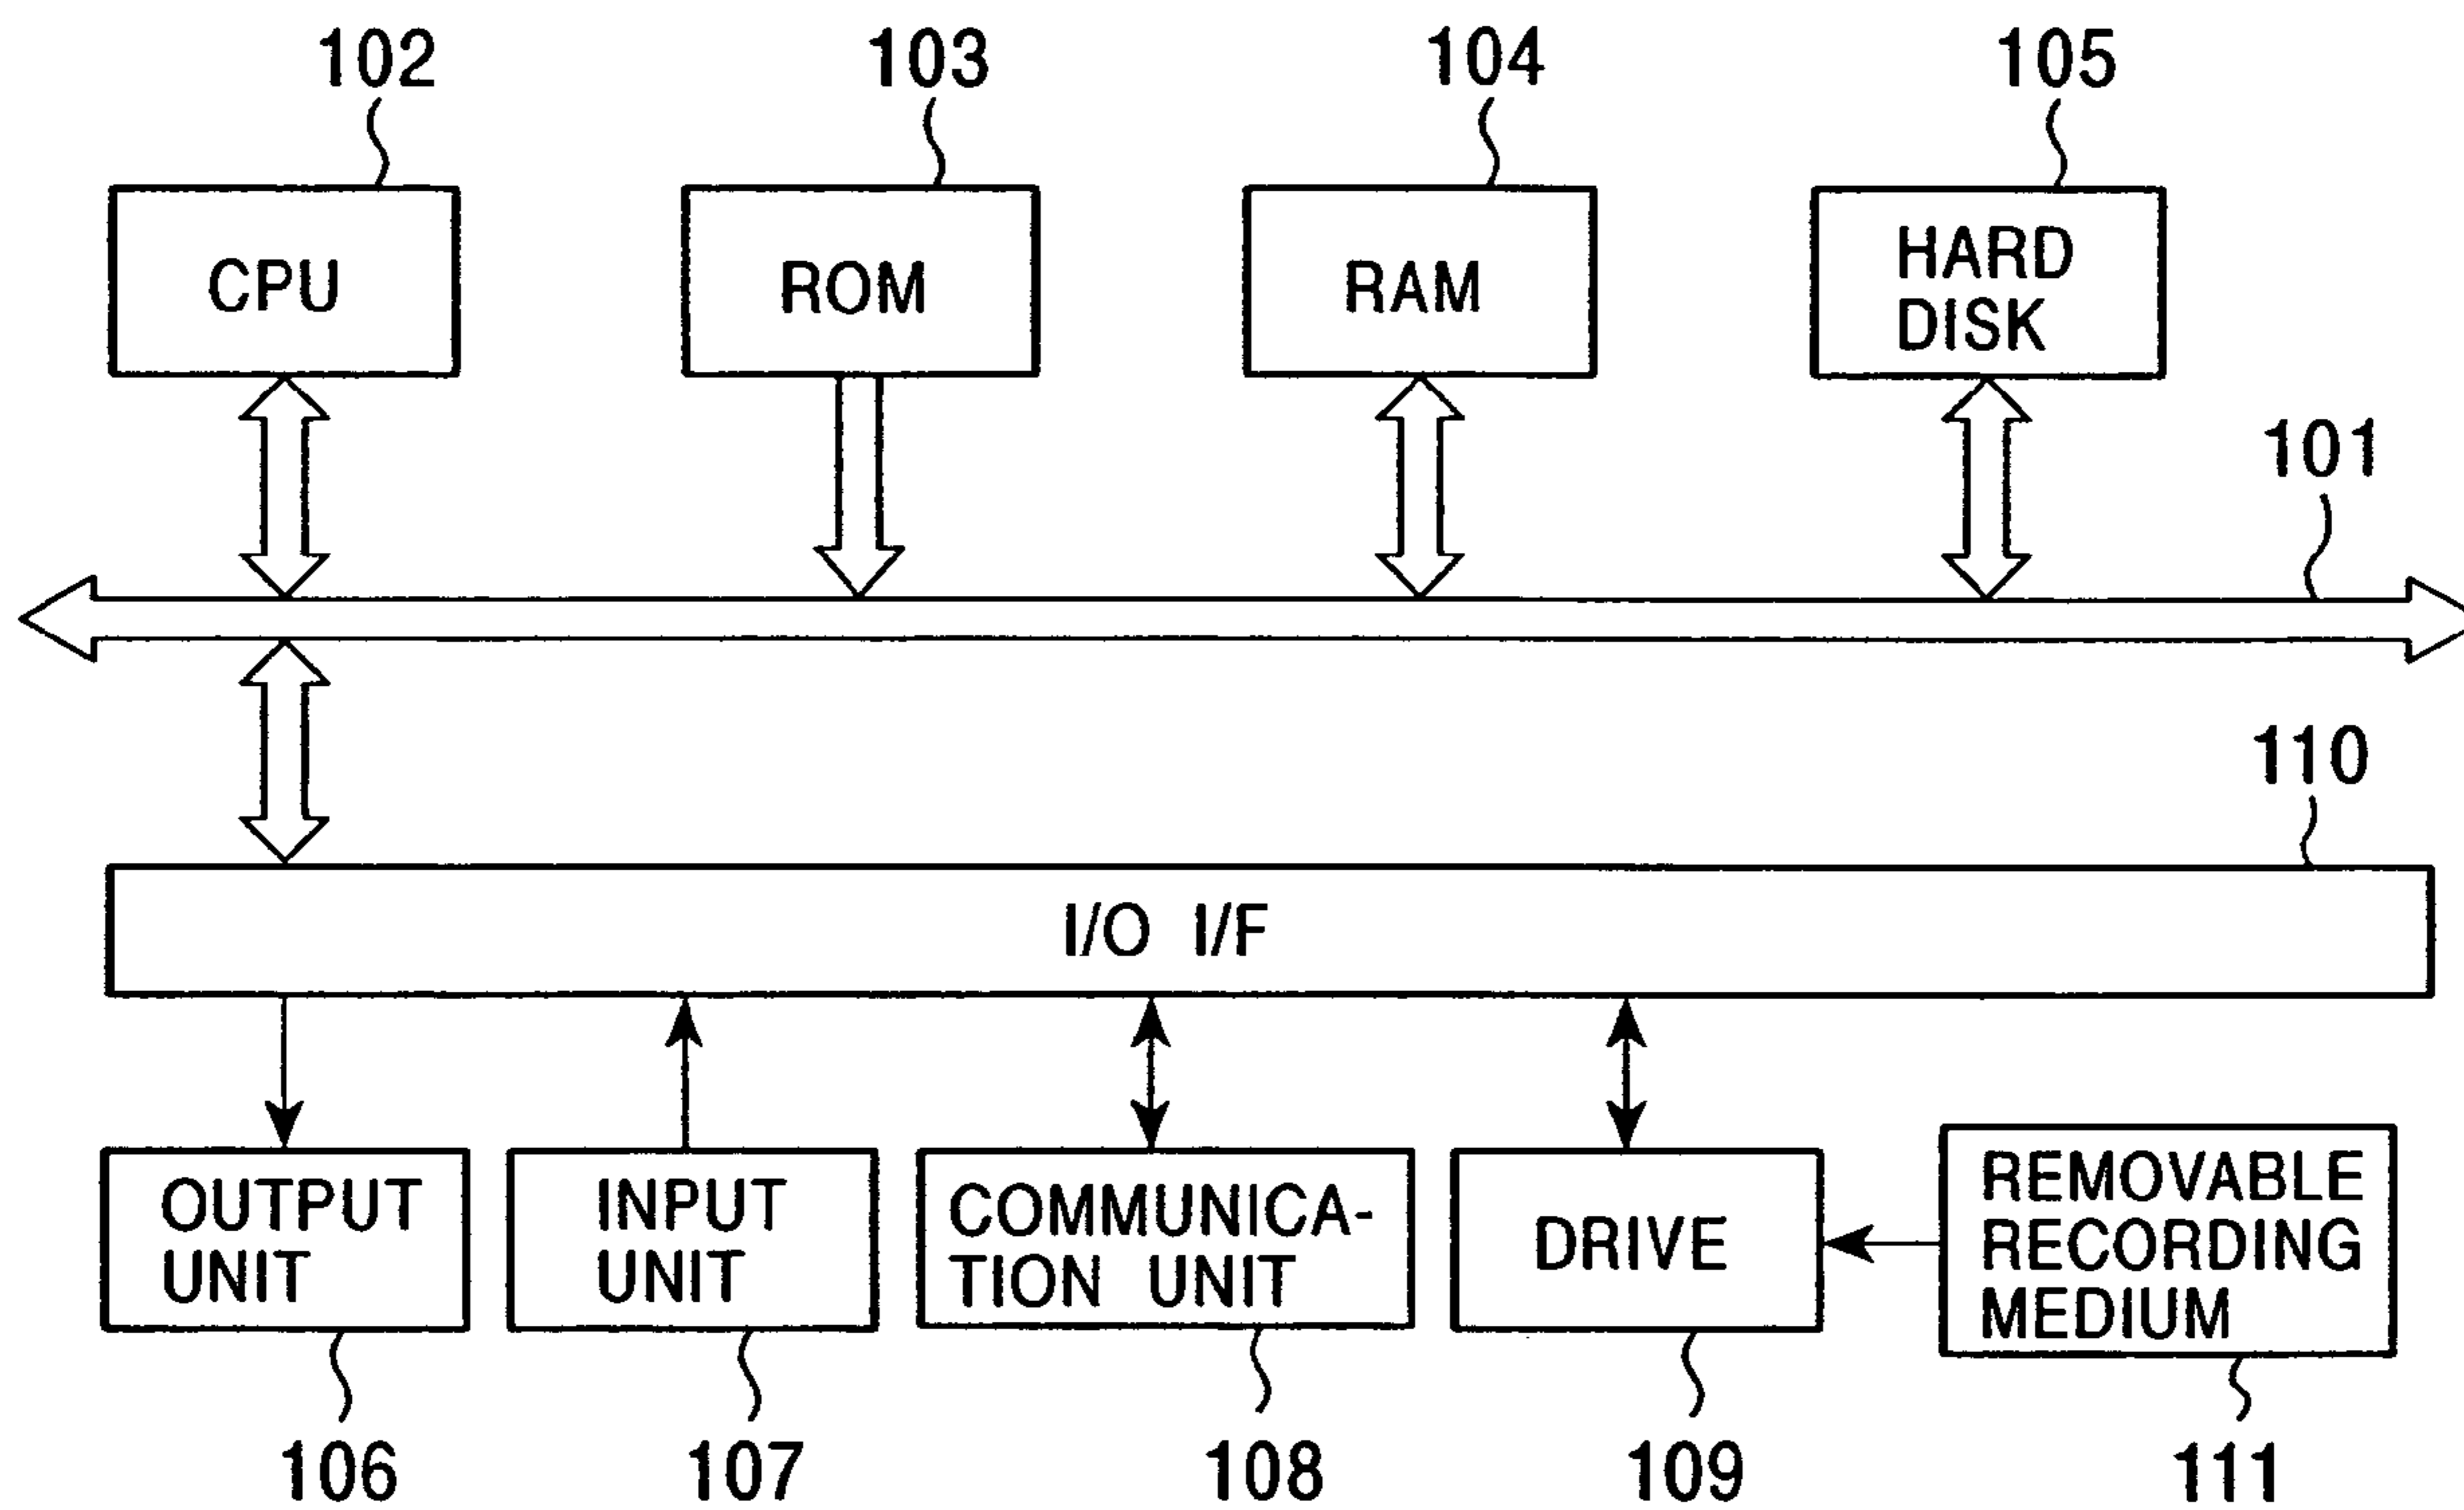 102
103
104
105
CPU
ROM
RAM
HARD
DISK
101
110
I/O I/F
OUTPUT
UNIT
INPUT
UNIT
COMMUNICA-
TION UNIT
DRIVE
REMOVABLE
RECORDING
MEDIUM
106
107
108
109
111